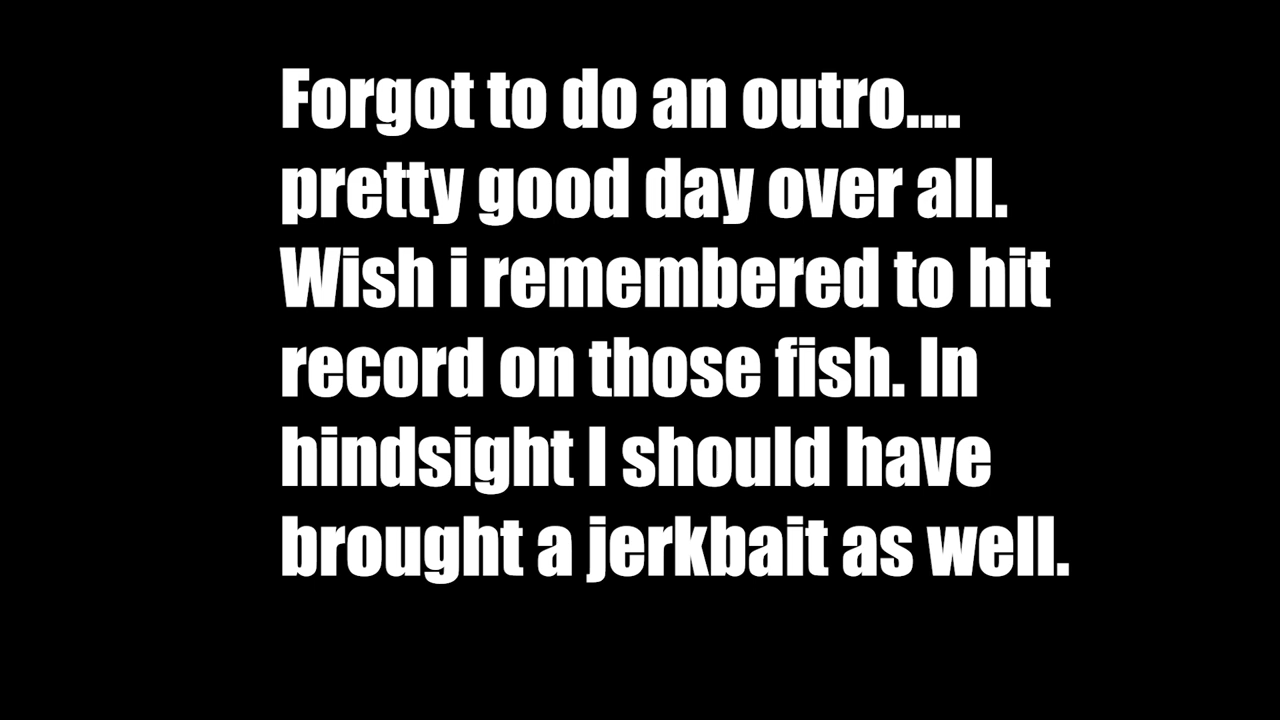 Forgot to do an outro....
pretty good day over all.
Wish i remembered to hit
record on those fish. In
hindsight I should have
brought a jerkbait as well.